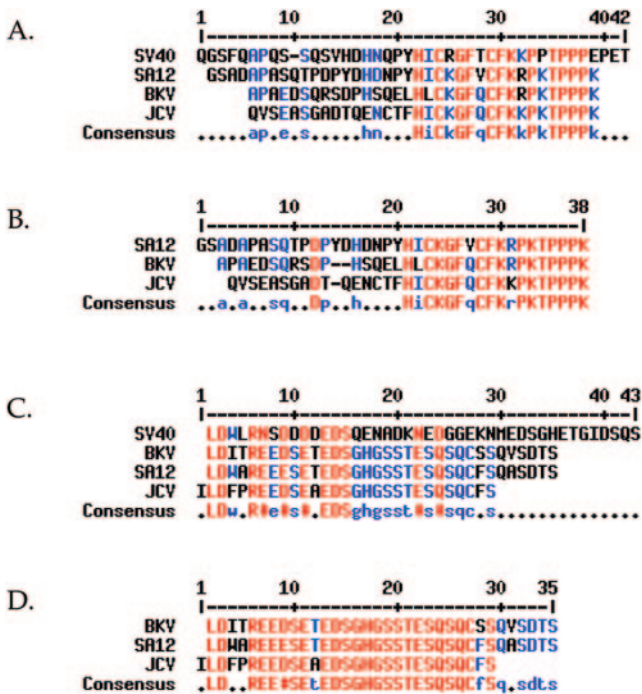 A.
1 10 20 30 4042
SV40 QGSFQAPQS-SQSVHDHNQPYHICRGFTCFKKPPTPPPEPET
SA12 GSADAPASQTPDPYDHDNPYHICKGFVCFKRPKTPPPK
BKV APAEDSQRSDPHSQELHLCKGFQCFKRPKTPPPK
JCV QVSEASGADTQENCTFHICKGFQCFKKPKTPPPK
Consensus .....ap.e.s.....hn...HiCkGFqCFKkPkTPPPk...
B.
1 10 20 30 38
SA12 GSADAPASQTPDPYDHDNPYHICKGFVCFKRPKTPPPK
BKV APAEDSQRSDP--HSQELHLCKGFQCFKRPKTPPPK
JCV QVSEASGADT-QENCTFHICKGFQCFKKPKTPPPK
Consensus ..a.a..sq..Dp..h....HiCKGFqCFKrPKTPPPK
C.
1 10 20 30 40 43
SV40 LDWLRNSDDDDEDSQENADKNEDGGEKNMEDSGHETGIDSQS
BKV LDITREEDSETEDSGHGSSTESQSQCSSQVSDTS
SA12 LDWAREEESETEDSGHGSSTESQSQCFSQASDTS
JCV ILDFPREEDSEAEDSGHGSSTESQSQCFS
Consensus .LDw.R#e#s#.EDSghgsst#s#sqc.s..............
D.
1 10 20 30 35
BKV LDITREEDSETEDSGHGSSTESQSQCSSQVSDTS
SA12 LDWAREEESETEDSGHGSSTESQSQCFSQASDTS
JCV ILDFPREEDSEAEDSGHGSSTESQSQCFS
Consensus .LD..REE#SEtEDSGHGSSTESQSQCfSq.sdts